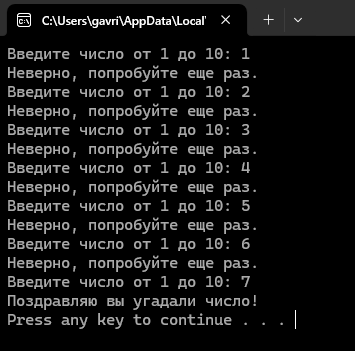 C:\Users\gavri\AppData\Local\
Введите число от 1 до 10: 1
Неверно, попробуйте еще раз.
Введите число от 1 до 10: 2
Неверно, попробуйте еще раз.
Введите число от 1 до 10: 3
Неверно, попробуйте еще раз.
Введите число от 1 до 10: 4
Неверно, попробуйте еще раз.
Введите число от 1 до 10: 5
Неверно, попробуйте еще раз.
Введите число от 1 до 10: 6
Неверно, попробуйте еще раз.
Введите число от 1 до 10: 7
Поздравляю вы угадали число!
Press any key to continue . . .